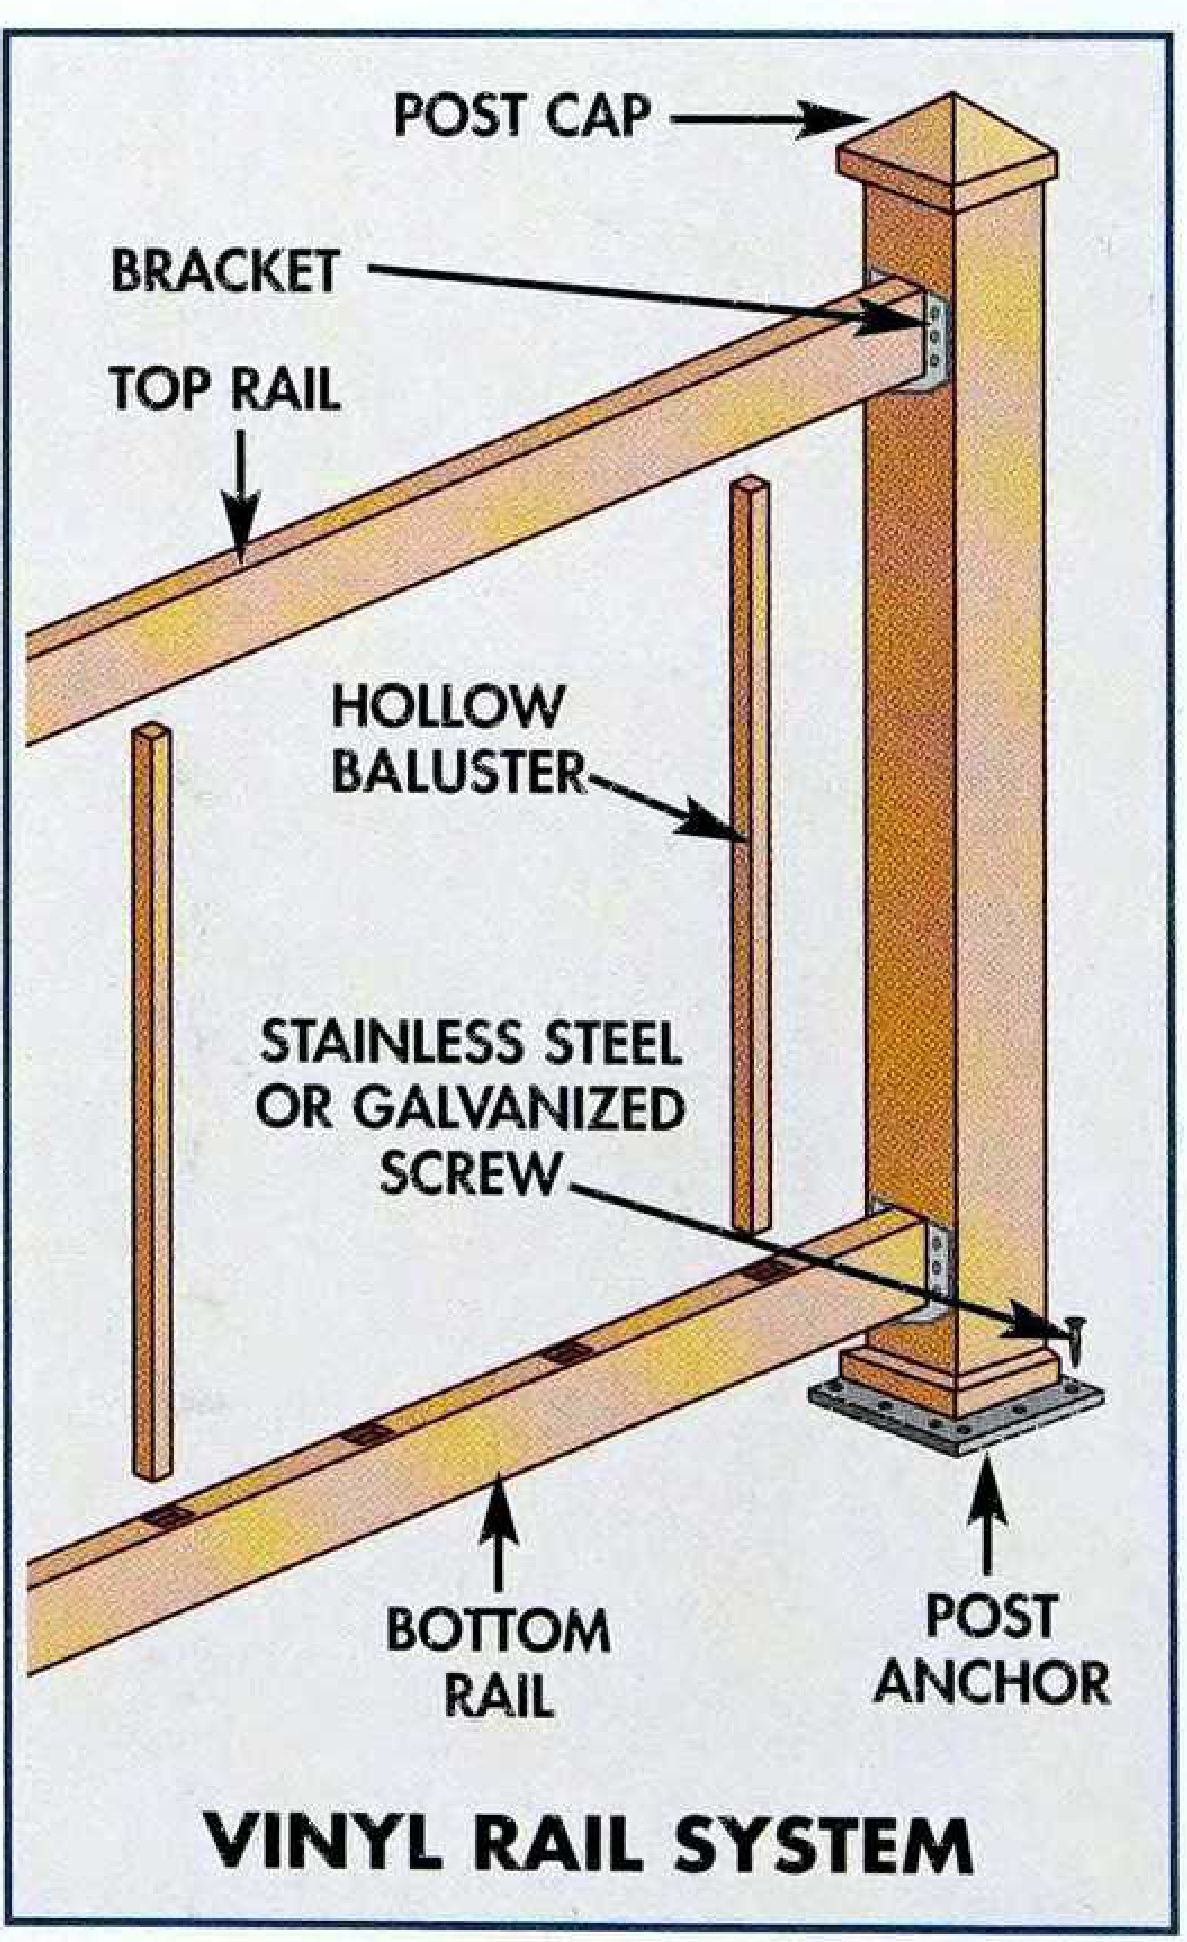 POST CAP
BRACKET
TOP RAIL
HOLLOW
BALUSTER
STAINLESS STEEL
OR GALVANIZED
SCREW
BOTTOM
RAIL
POST
ANCHOR
VINYL RAIL SYSTEM